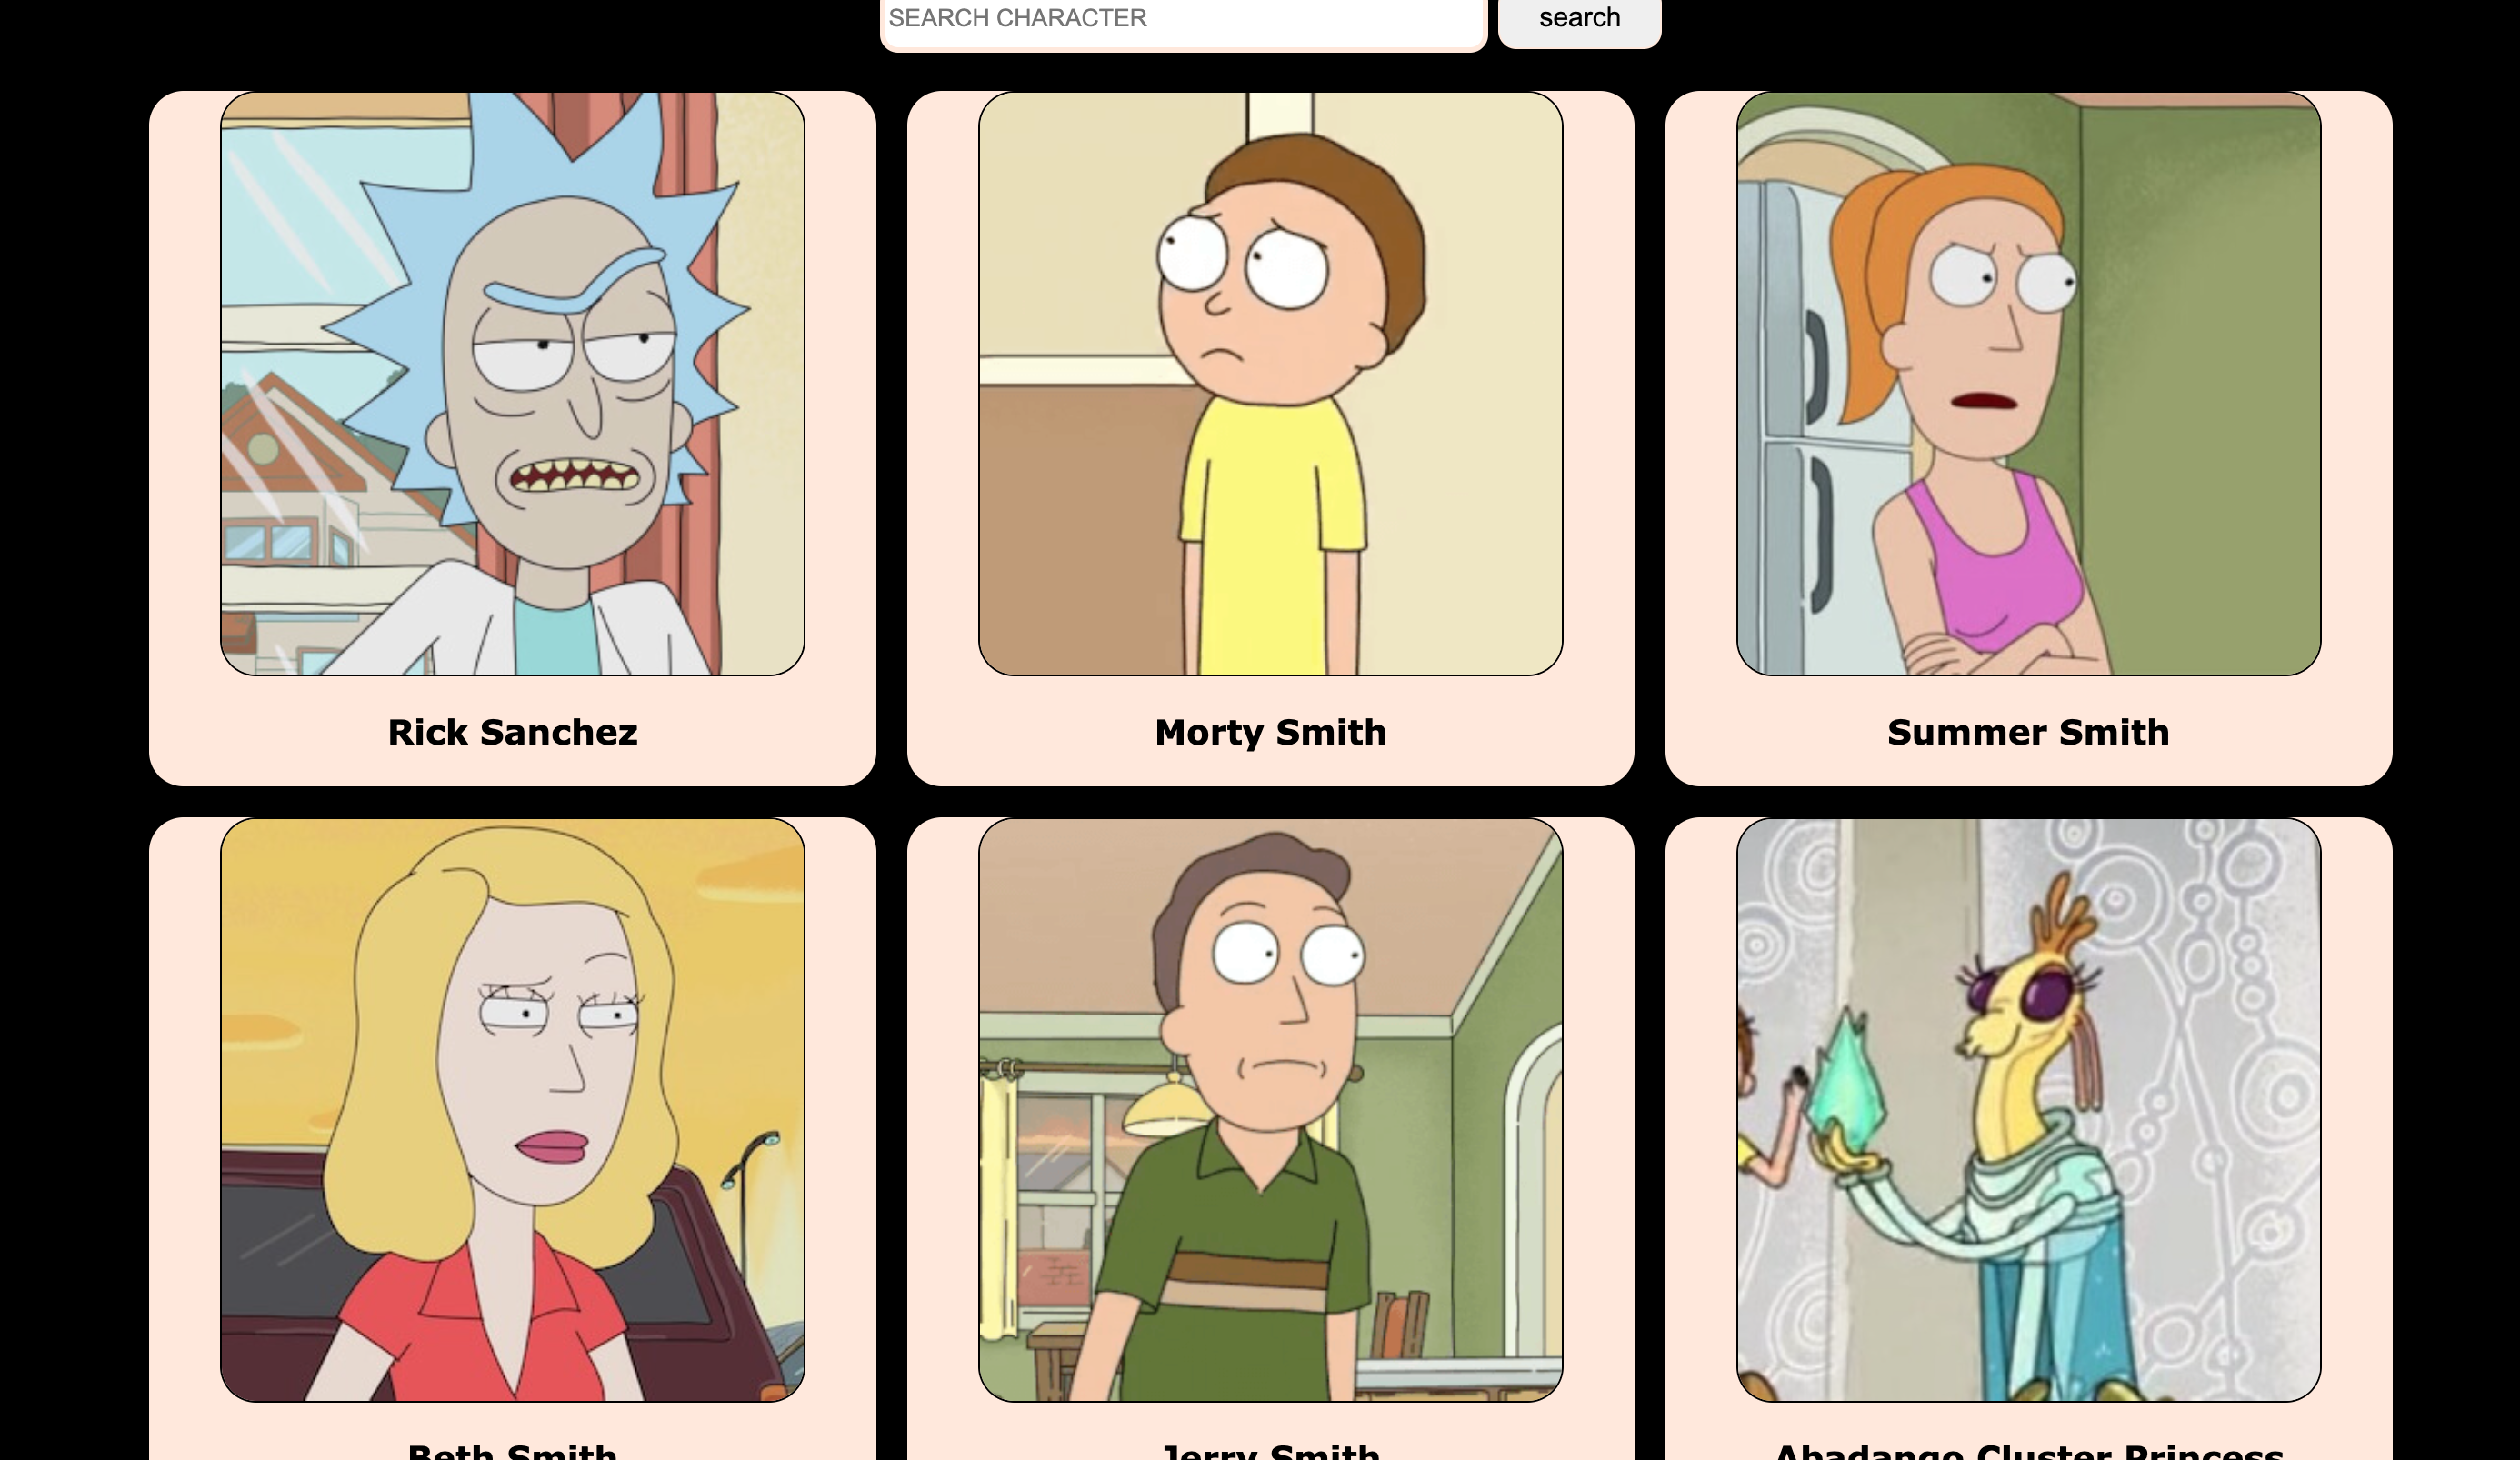 SEARCH CHARACTER
search
Rick Sanchez
Morty Smith
Summer Smith
Beth Smith
Jerry Smith
Abadango Cluster Princess